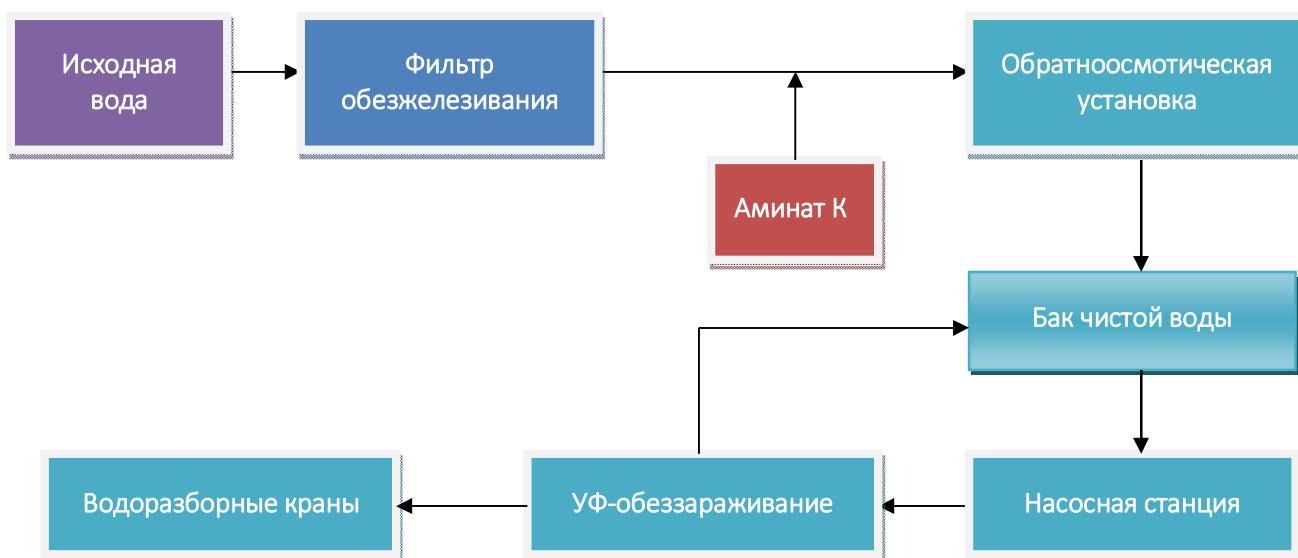 Исходная
вода
Фильтр
обезжелезивания
Обратноосмотическая
установка
Аминат К
Бак чистой воды
Водоразборные краны
УФ-обеззараживание
Насосная станция